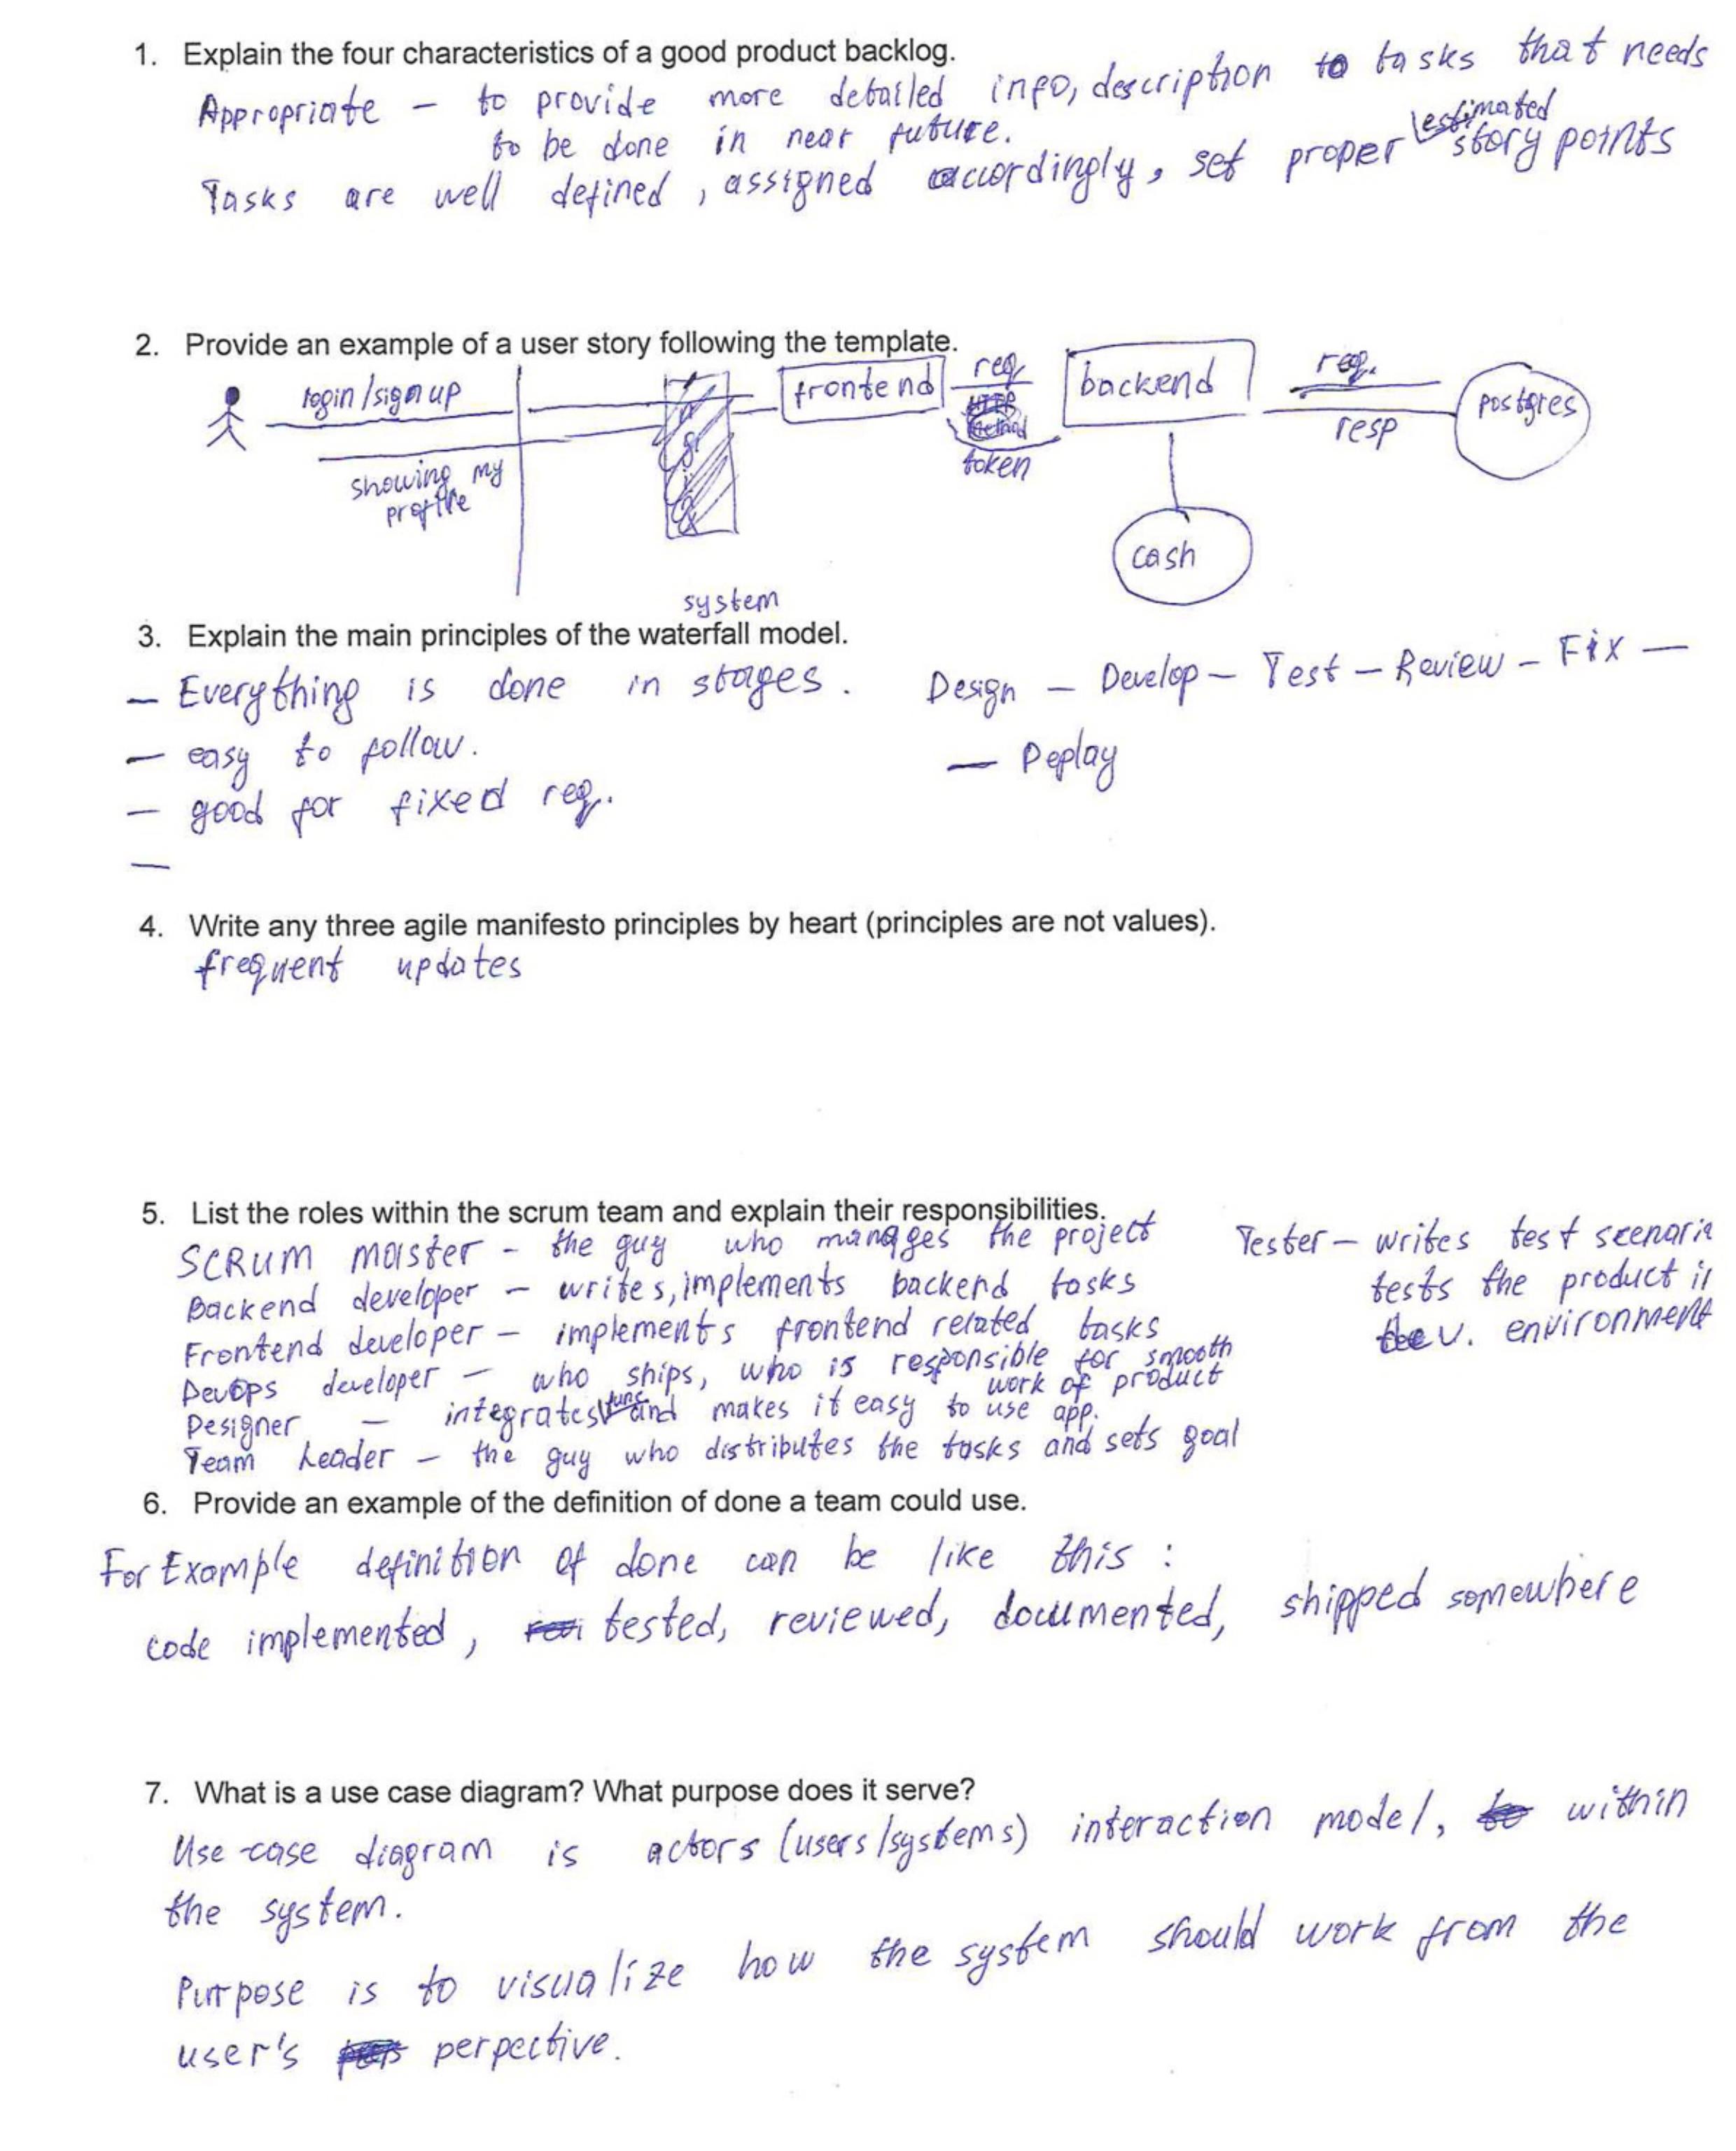 1. Explain the four characteristics of a good product backlog.
Appropriate - to provide more detailed info, description to tasks that needs
to be done in near future.
Tasks are well defined, assigned accordingly, set proper estimated story points
2. Provide an example of a user story following the template.
login/sign up
showing my
profile
system
frontend
req
token
backend
cash
req.
resp
postgres
3. Explain the main principles of the waterfall model.
- Everything is done in stages. Design - Develop - Test - Review - Fix -
- easy to follow. - Deploy
- good for fixed req.
-
4. Write any three agile manifesto principles by heart (principles are not values).
frequent updates
5. List the roles within the scrum team and explain their responsibilities.
SCRUM master - the guy who manages the project
Backend developer - writes, implements backend tasks
Frontend developer - implements frontend related tasks
DevOps developer - who ships, who is responsible for smooth
work of product
Designer - integrates func and makes it easy to use app.
Team Leader - the guy who distributes the tasks and sets goal
Tester - writes test scenario
tests the product in
dev. environment
6. Provide an example of the definition of done a team could use.
For Example definition of done can be like this:
code implemented, tested, reviewed, documented, shipped somewhere
7. What is a use case diagram? What purpose does it serve?
Use-case diagram is actors (users/systems) interaction model, within
the system.
Purpose is to visualize how the system should work from the
user's perpective.